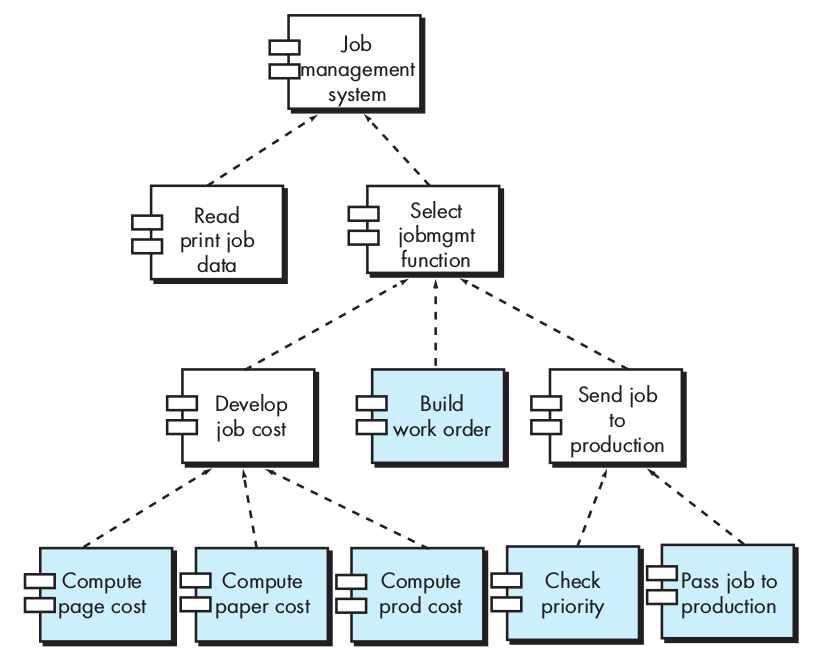 Job
management
system
Read
print job
data
Select
jobmgmt
function
Develop
job cost
Build
work order
Send job
to
production
Compute
page cost
Compute
paper cost
Compute
prod cost
Check
priority
Pass job to
production